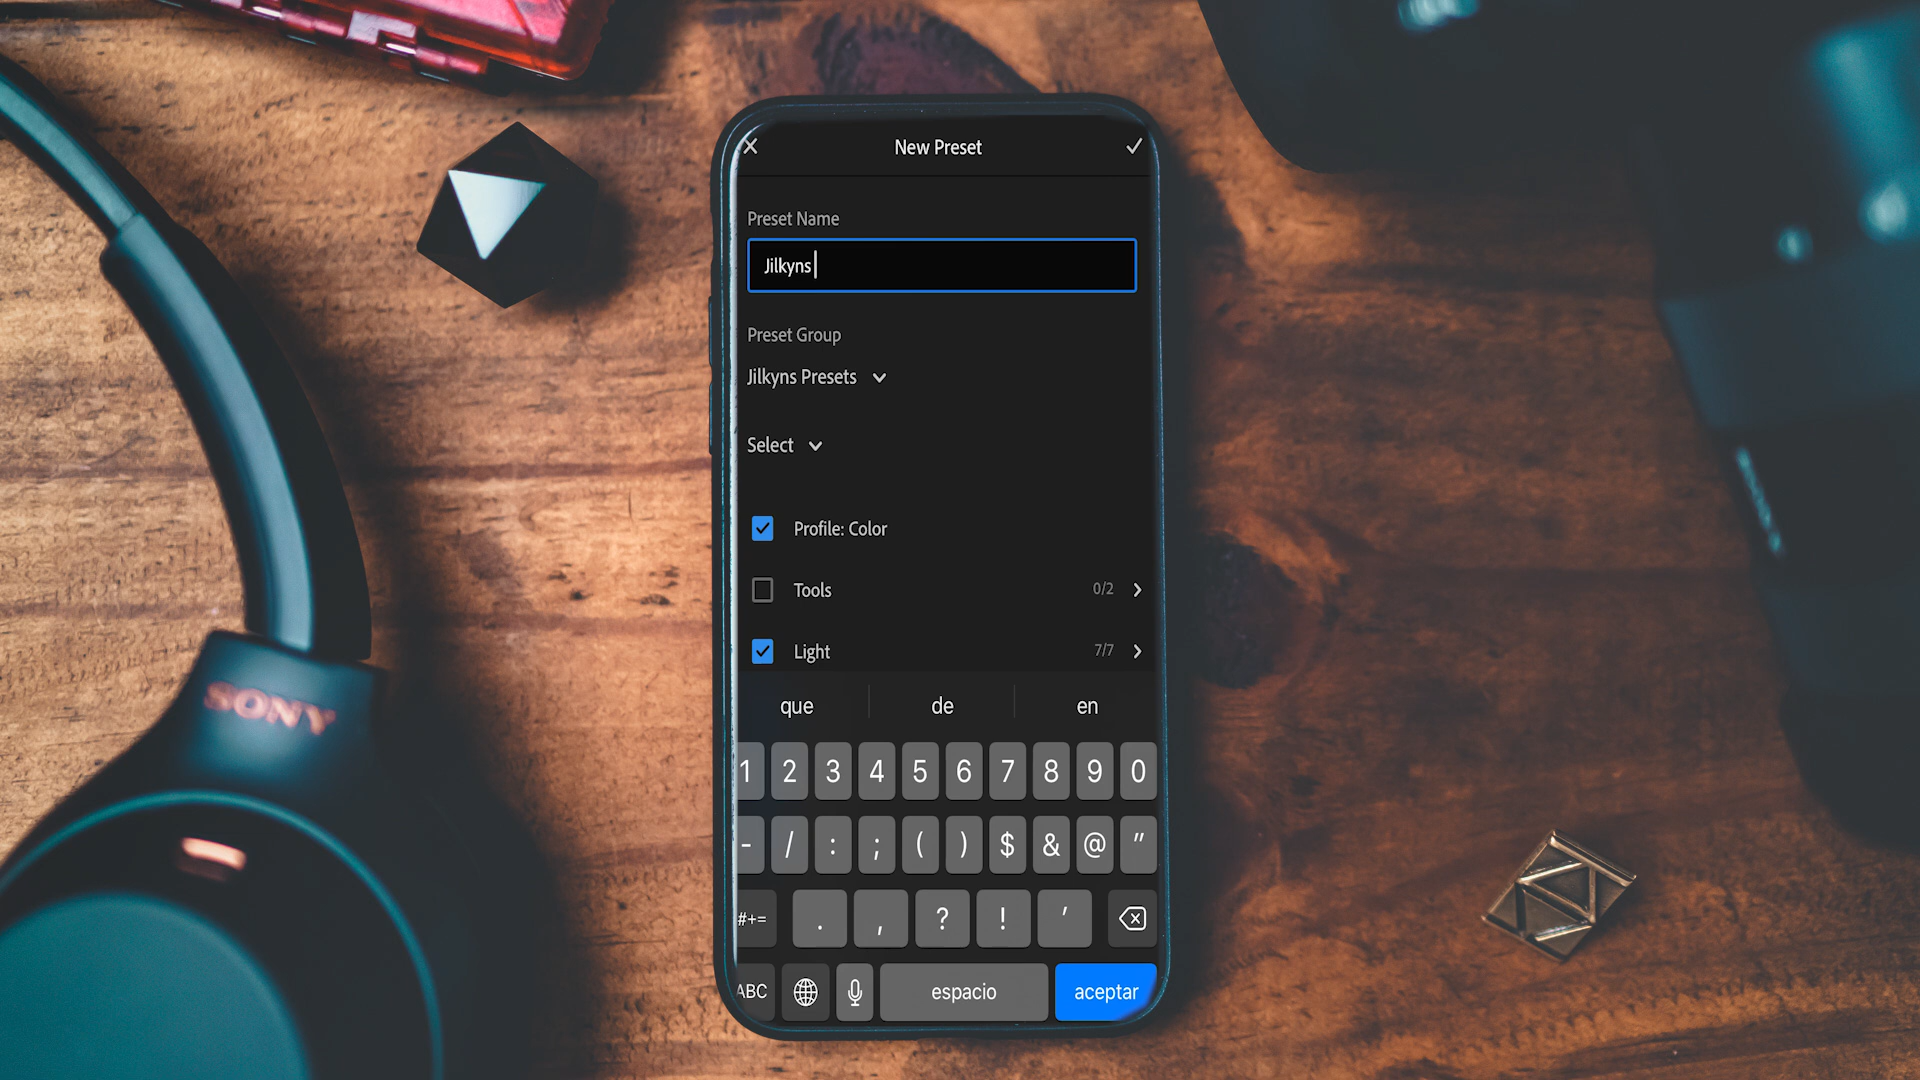 New Preset
Preset Name
Jilkyns
Preset Group
Jilkyns Presets
Select
Profile: Color
Tools 0/2
Light 7/7
que de en
1 2 3 4 5 6 7 8 9 0
- / : ; ( ) $ & @ "
#+= . , ? ! '
ABC espacio aceptar
SONY